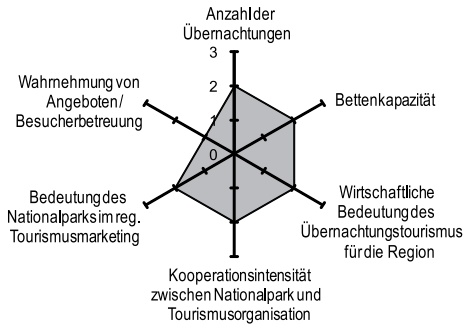 Anzahl der
Übernachtungen
3
2
1
0
Bettenkapazität
Wirtschaftliche
Bedeutung des
Übernachtungstourismus
für die Region
Kooperationsintensität
zwischen Nationalpark und
Tourismusorganisation
Bedeutung des
Nationalparks im reg.
Tourismusmarketing
Wahrnehmung von
Angeboten/
Besucherbetreuung